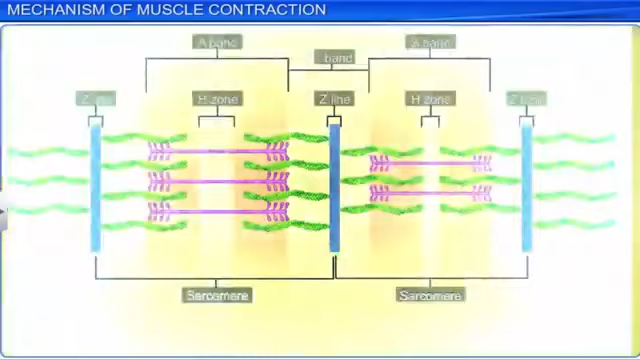 MECHANISM OF MUSCLE CONTRACTION
A band
I band
A band
Z line
H zone
Z line
H zone
Z line
Sarcomere
Sarcomere